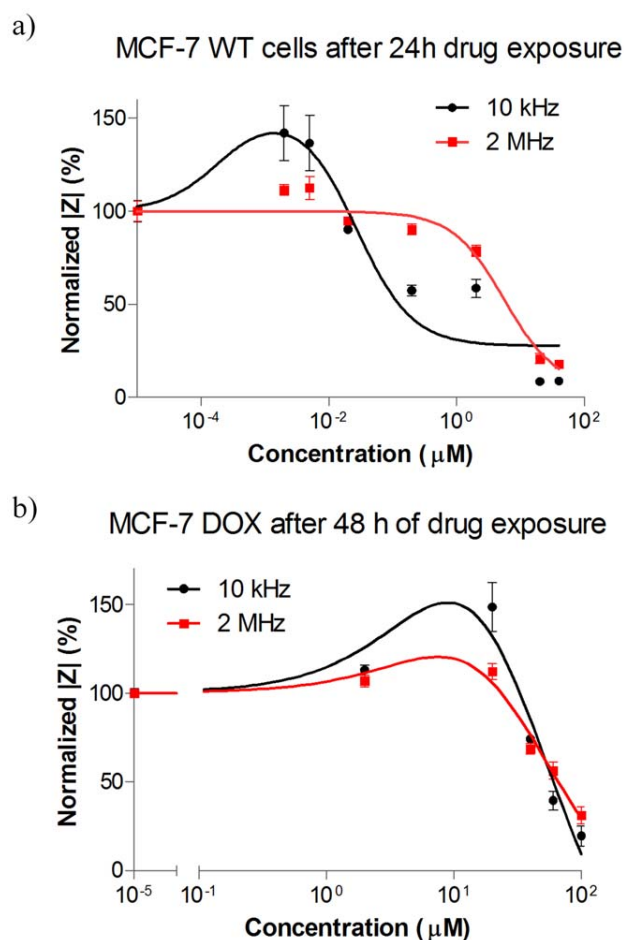 a)
MCF-7 WT cells after 24h drug exposure
10 kHz
2 MHz
150
100
50
0
Normalized |Z| (%)
10⁻⁴
10⁻²
10⁰
10²
Concentration (µM)
b)
MCF-7 DOX after 48 h of drug exposure
10 kHz
2 MHz
150
100
50
0
Normalized |Z| (%)
10⁻⁵
10⁻¹
10⁰
10¹
10²
Concentration (µM)